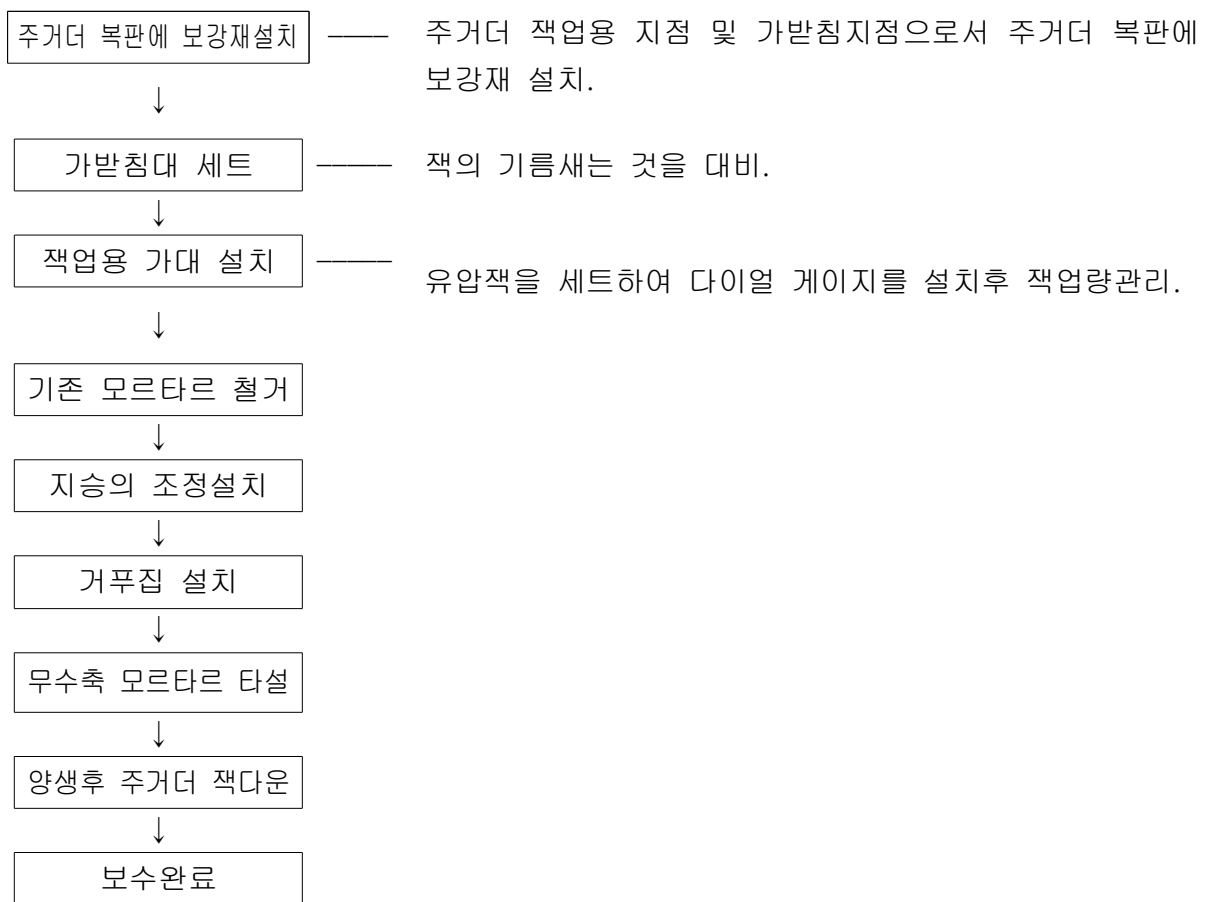 주거더 복판에 보강재설치 ──── 주거더 잭업용 지점 및 가받침지점으로서 주거더 복판에
보강재 설치.
↓
가받침대 세트 ───── 잭의 기름새는 것을 대비.
↓
잭업용 가대 설치 ─────
유압잭을 세트하여 다이얼 게이지를 설치후 잭업량관리.
↓
기존 모르타르 철거
↓
지승의 조정설치
↓
거푸집 설치
↓
무수축 모르타르 타설
↓
양생후 주거더 잭다운
↓
보수완료